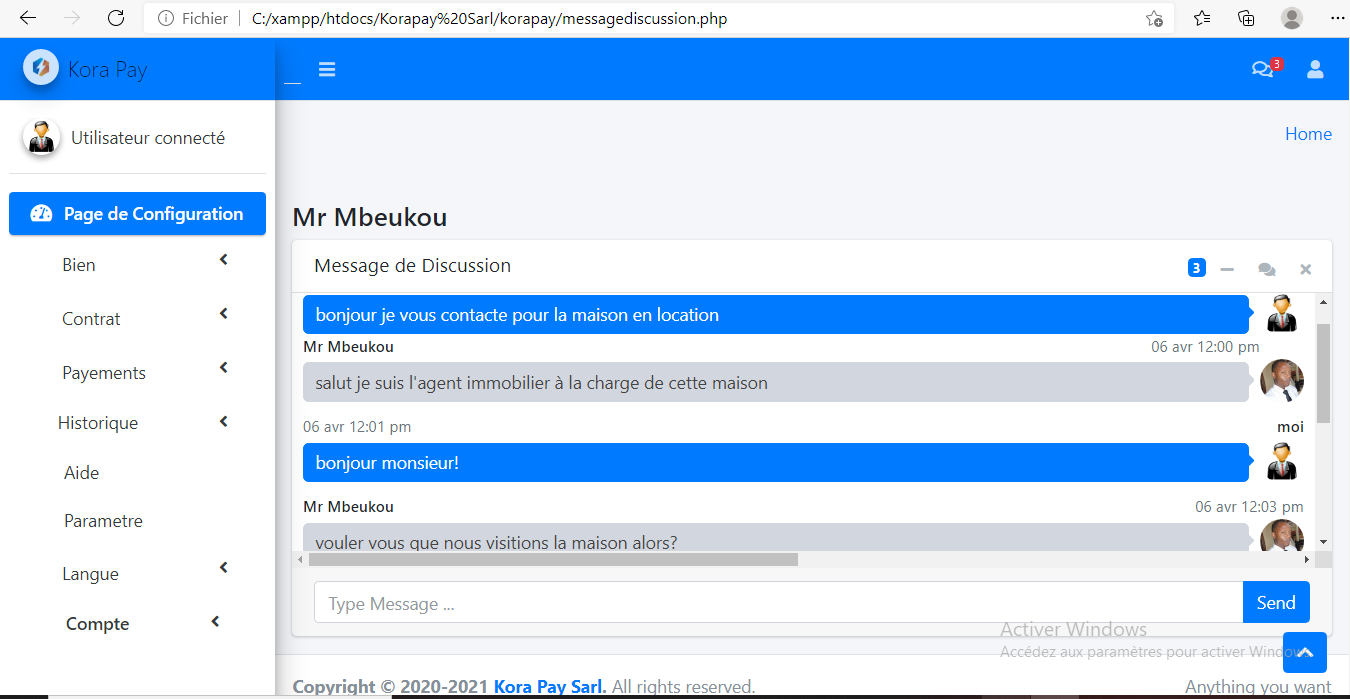 Fichier C:/xampp/htdocs/Korapay%20Sarl/korapay/messagediscussion.php
Kora Pay
3
Utilisateur connecté
Home
Page de Configuration
Bien
Contrat
Payements
Historique
Aide
Parametre
Langue
Compte
Mr Mbeukou
Message de Discussion
3
bonjour je vous contacte pour la maison en location
Mr Mbeukou 06 avr 12:00 pm
salut je suis l'agent immobilier à la charge de cette maison
06 avr 12:01 pm moi
bonjour monsieur!
Mr Mbeukou 06 avr 12:03 pm
vouler vous que nous visitions la maison alors?
Type Message ...
Send
Activer Windows
Accédez aux paramètres pour activer Windows.
Copyright © 2020-2021 Kora Pay Sarl. All rights reserved.
Anything you want